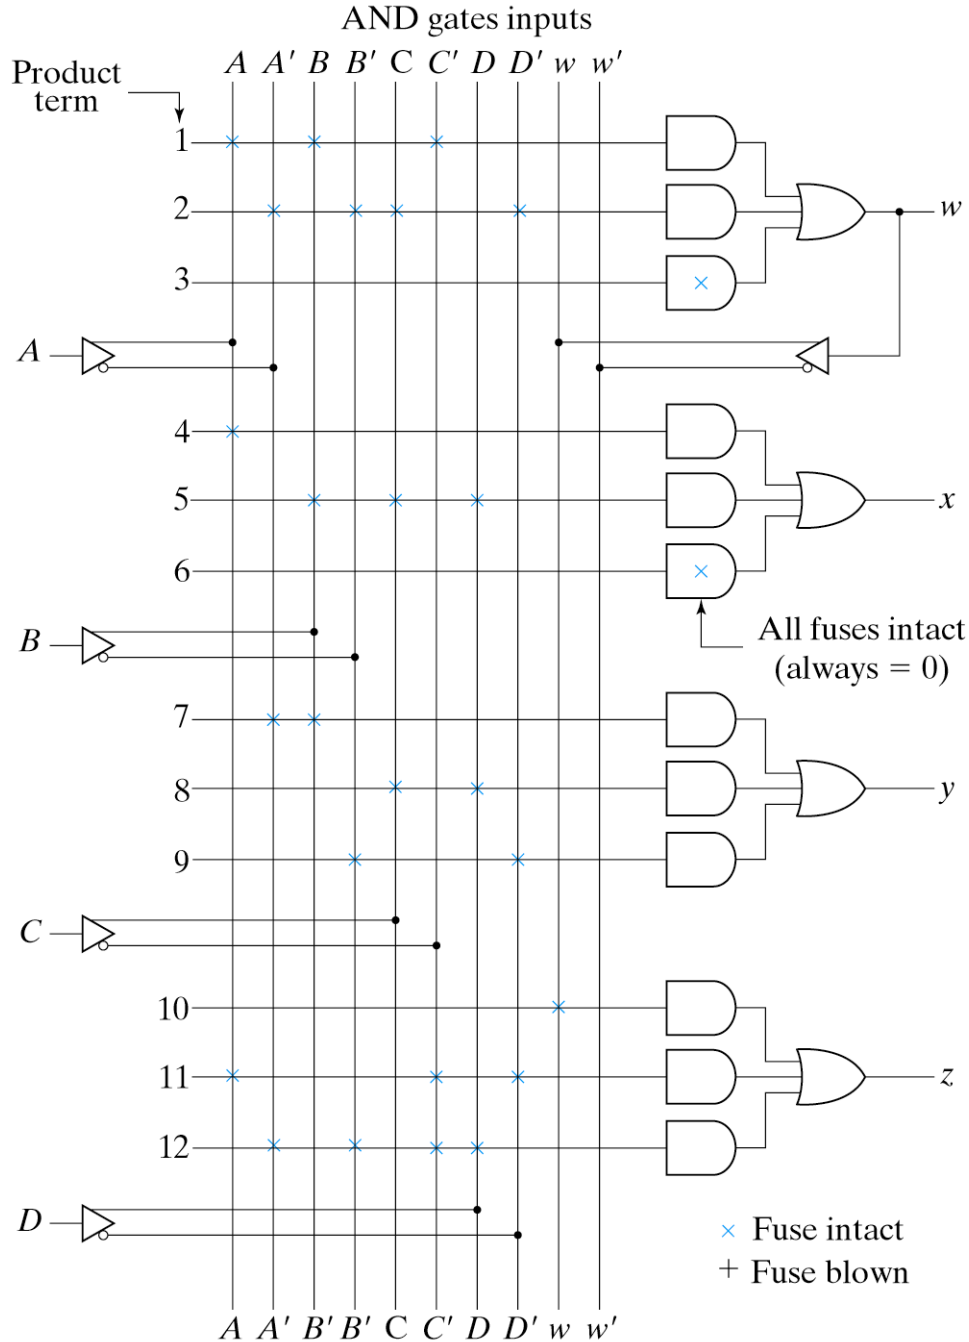 AND gates inputs
A A' B B' C C' D D' w w'
Product
term
1
2
w
3
A
4
5
x
6
B
All fuses intact
(always = 0)
7
8
y
9
C
10
11
z
12
D
× Fuse intact
+ Fuse blown
A A' B' B' C C' D D' w w'